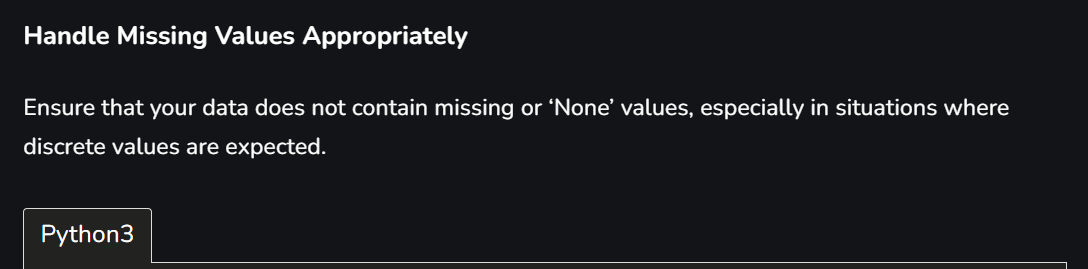 Handle Missing Values Appropriately
Ensure that your data does not contain missing or ‘None’ values, especially in situations where
discrete values are expected.
Python3